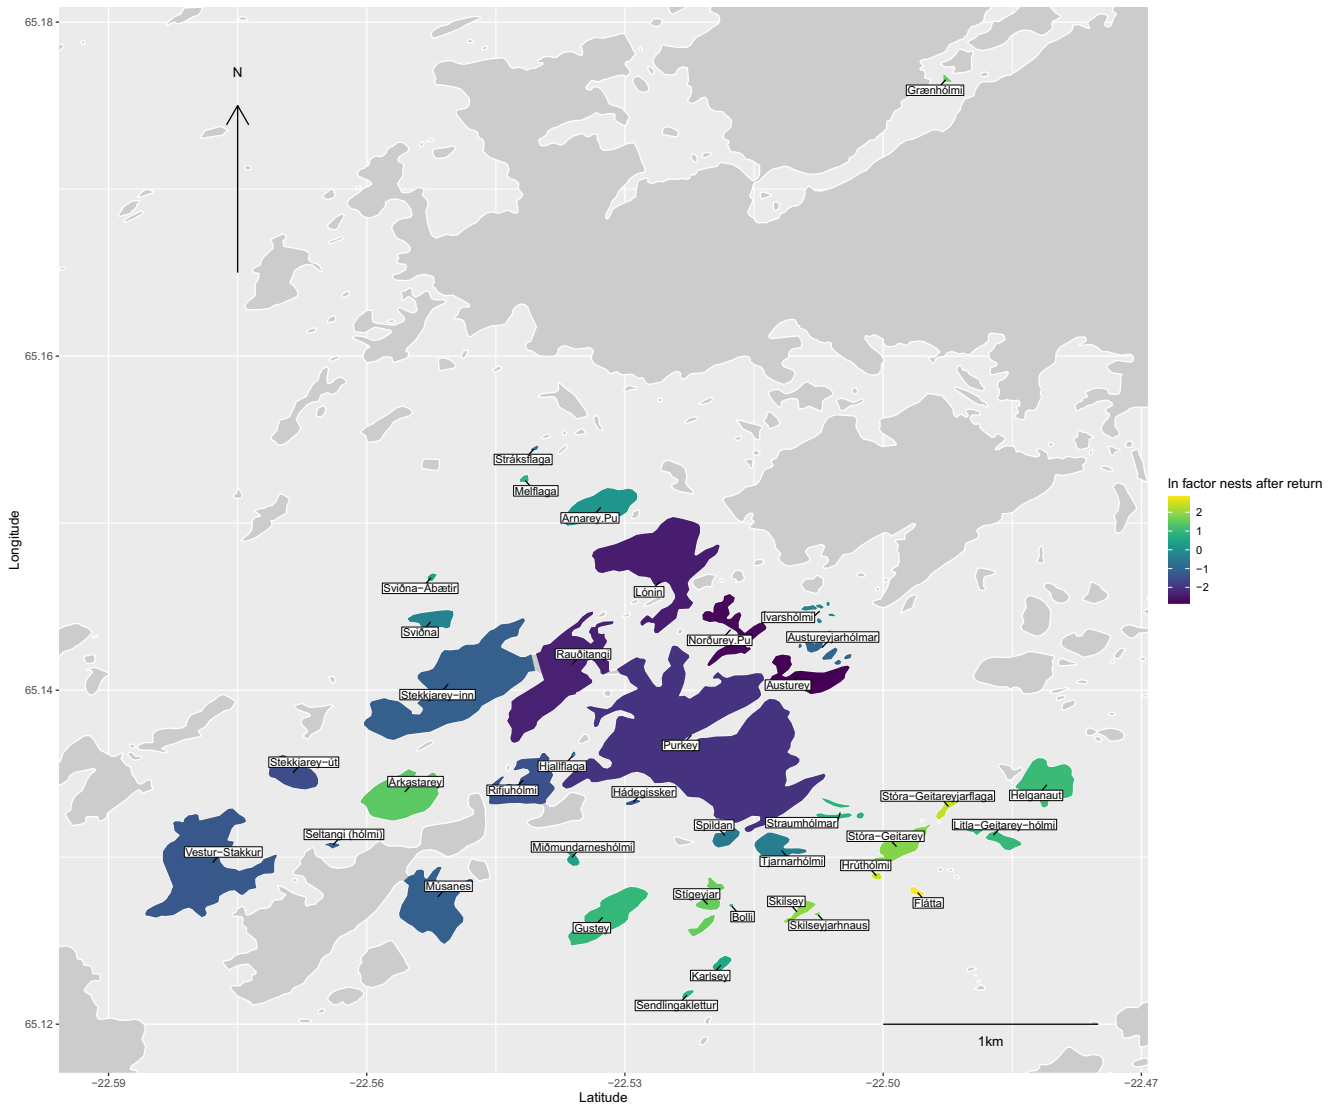 65.18
N
Grænhólmi
65.16
Stráksflaga
Melflaga
Arnarey.Pu
Longitude
ln factor nests after return
2
1
0
−1
−2
Sviðna−Abætir
Lónin
Sviðna
Ívarshólmi
Norðurey.Pu
Austureyjarhólmar
Rauðitangi
65.14
Stekkjarey−inn
Austurey
Purkey
Stekkjarey−út
Hjallflaga
Arkastarey
Rifjuhólmi
Hádegissker
Stóra−Geitareyjarflaga
Helganaut
Spildan
Straumhólmar
Litla−Geitarey−hólmi
Seltangi (hólmi)
Stóra−Geitarey
Vestur−Stakkur
Miðmundarneshólmi
Tjarnarhólmi
Hrúthólmi
Músanes
Stígeyjar
Skilsey
Flátta
Bolli
Gustey
Skilseyjarhnaus
Karlsey
Sendlingaklettur
65.12
1km
−22.59
−22.56
−22.53
−22.50
−22.47
Latitude